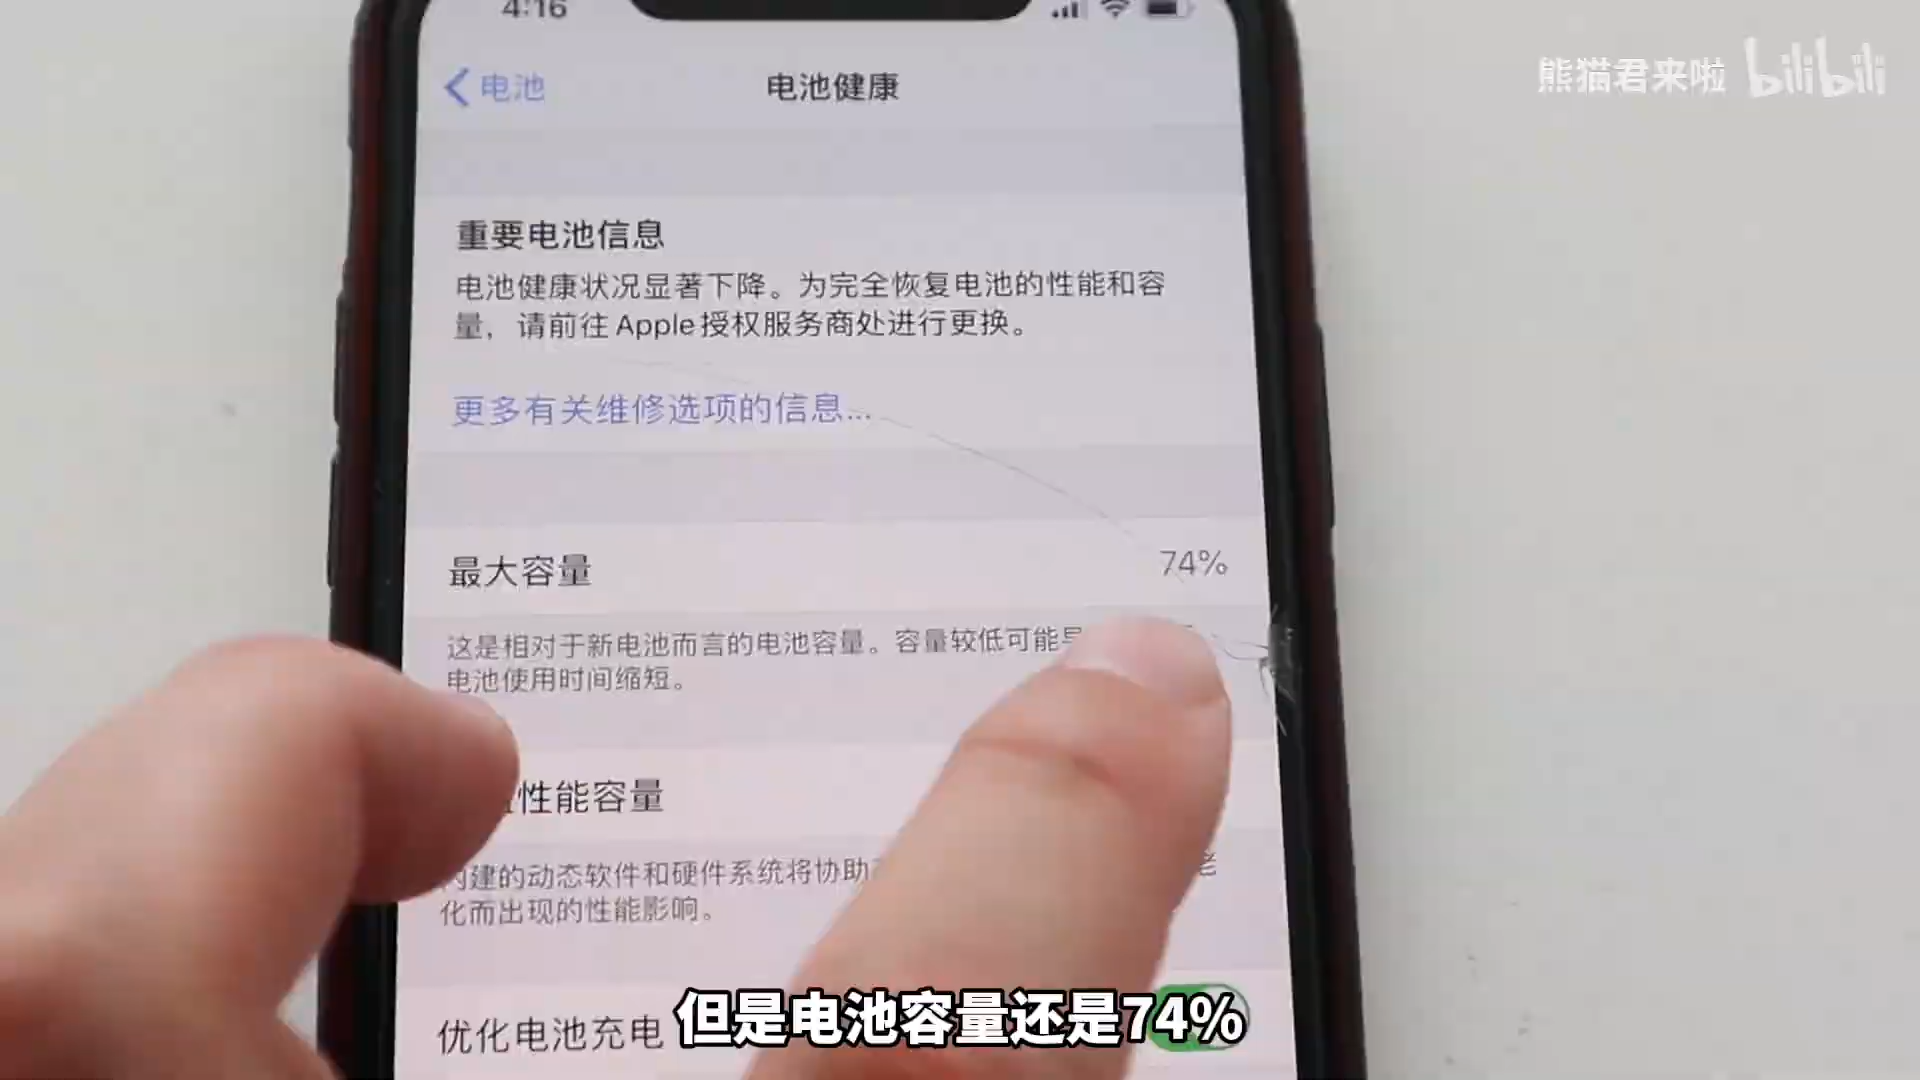 4:16
熊猫君来啦 bilibili
电池
电池健康
重要电池信息
电池健康状况显著下降。为完全恢复电池的性能和容
量，请前往 Apple 授权服务商处进行更换。
更多有关维修选项的信息...
最大容量
74%
这是相对于新电池而言的电池容量。容量较低可能
电池使用时间缩短。
性能容量
内建的动态软件和硬件系统将协助 老
化而出现的性能影响。
优化电池充电
但是电池容量还是74%